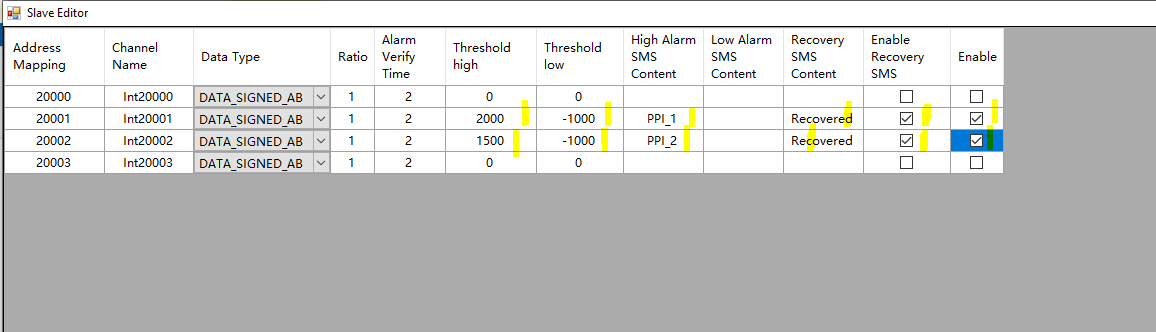 Slave Editor
Address Mapping Channel Name Data Type Ratio Alarm Verify Time Threshold high Threshold low High Alarm SMS Content Low Alarm SMS Content Recovery SMS Content Enable Recovery SMS Enable
20000 Int20000 DATA_SIGNED_AB 1 2 0 0
20001 Int20001 DATA_SIGNED_AB 1 2 2000 -1000 PPI_1 Recovered
20002 Int20002 DATA_SIGNED_AB 1 2 1500 -1000 PPI_2 Recovered
20003 Int20003 DATA_SIGNED_AB 1 2 0 0